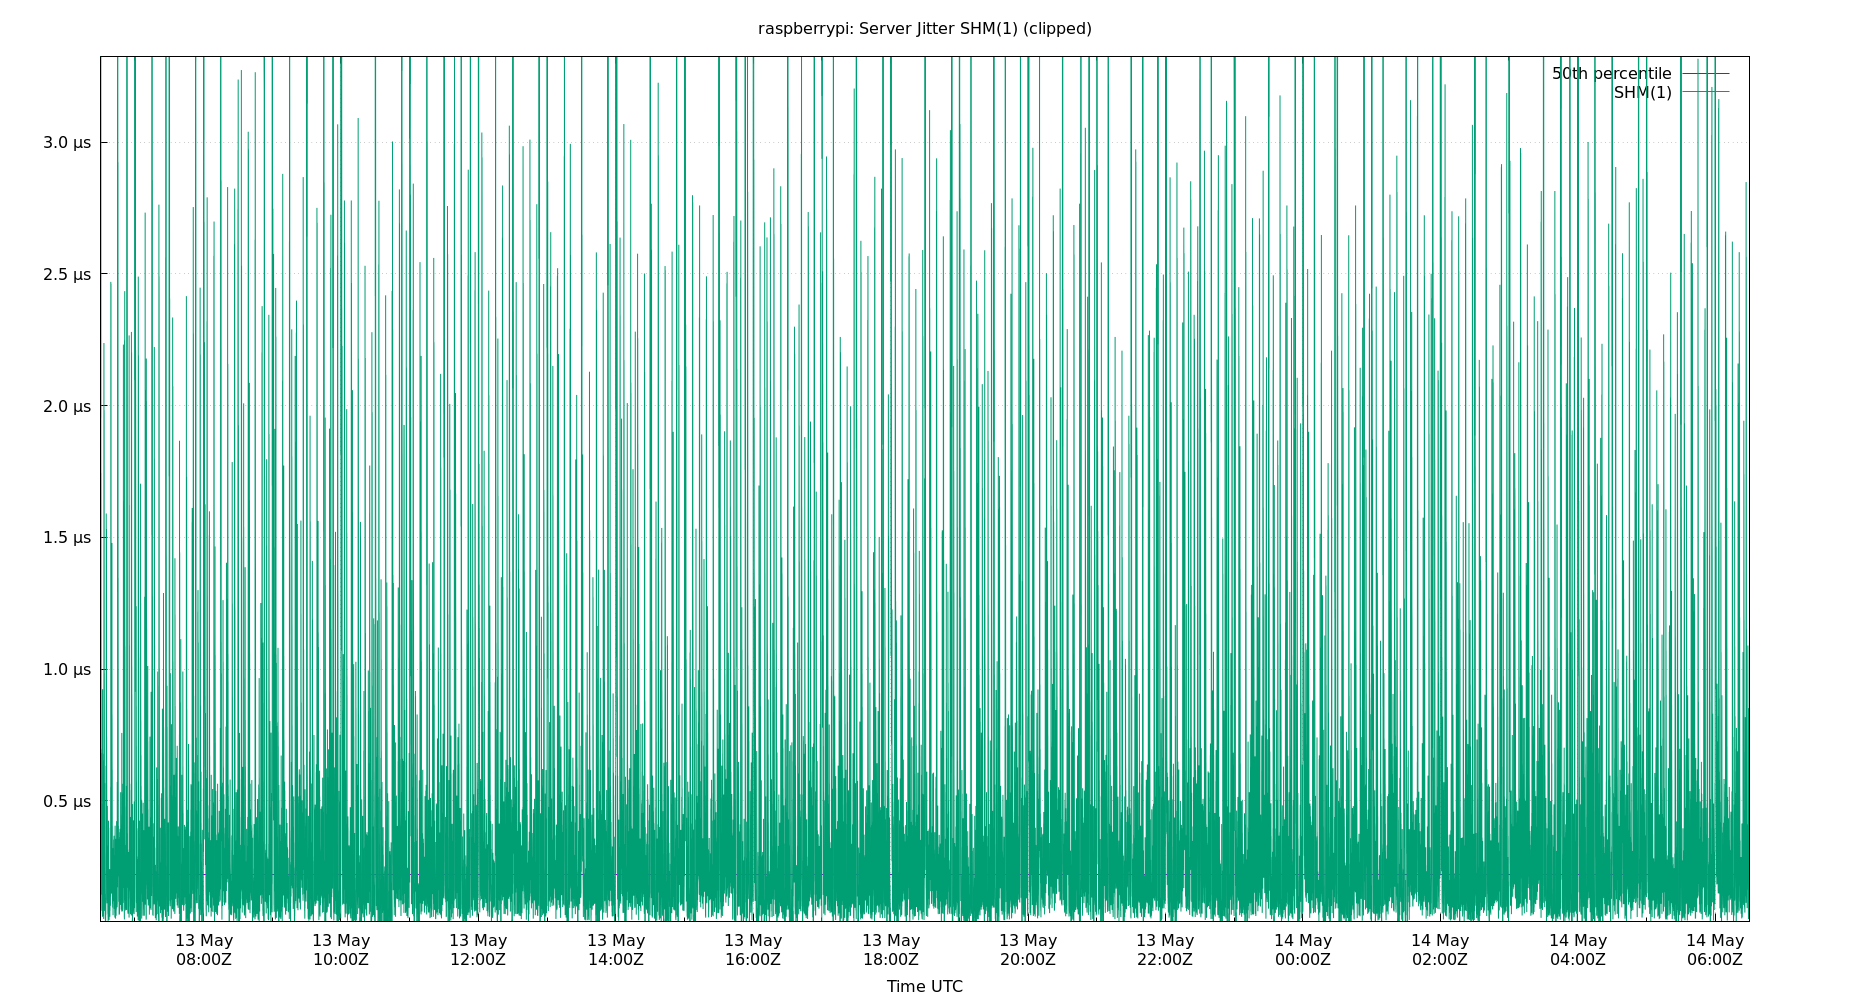 raspberrypi: Server Jitter SHM(1) (clipped)
50th percentile
SHM(1)
3.0 µs
2.5 µs
2.0 µs
1.5 µs
1.0 µs
0.5 µs
13 May 13 May 13 May 13 May 13 May 13 May 13 May 13 May 14 May 14 May 14 May 14 May
08:00Z 10:00Z 12:00Z 14:00Z 16:00Z 18:00Z 20:00Z 22:00Z 00:00Z 02:00Z 04:00Z 06:00Z
Time UTC